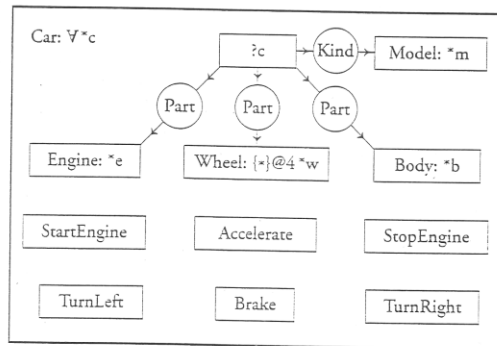 Car: ∀*c
?c
Kind
Model: *m
Part
Part
Part
Engine: *e
Wheel: {*}@4 *w
Body: *b
StartEngine
Accelerate
StopEngine
TurnLeft
Brake
TurnRight